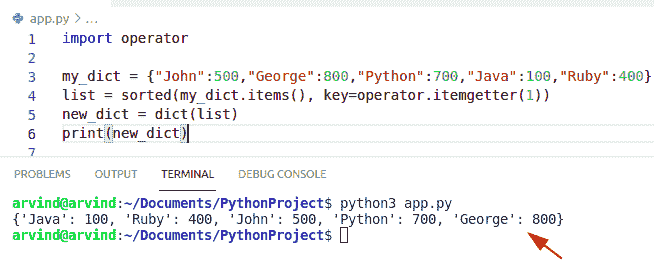 app.py > ...
1 import operator
2
3 my_dict = {"John":500,"George":800,"Python":700,"Java":100,"Ruby":400}
4 list = sorted(my_dict.items(), key=operator.itemgetter(1))
5 new_dict = dict(list)
6 print(new_dict)
7
PROBLEMS OUTPUT TERMINAL DEBUG CONSOLE
arvind@arvind:~/Documents/PythonProject$ python3 app.py
{'Java': 100, 'Ruby': 400, 'John': 500, 'Python': 700, 'George': 800}
arvind@arvind:~/Documents/PythonProject$